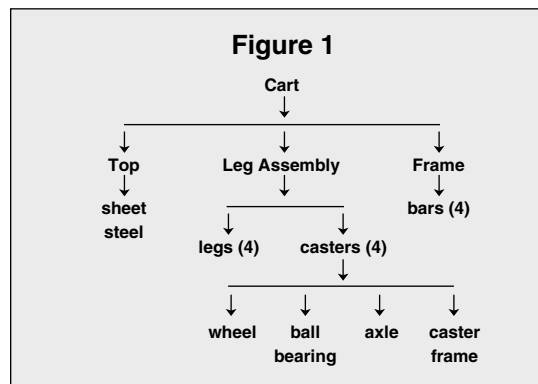 Figure 1
Cart
Top Leg Assembly Frame
sheet steel bars (4)
legs (4) casters (4)
wheel ball bearing axle caster frame